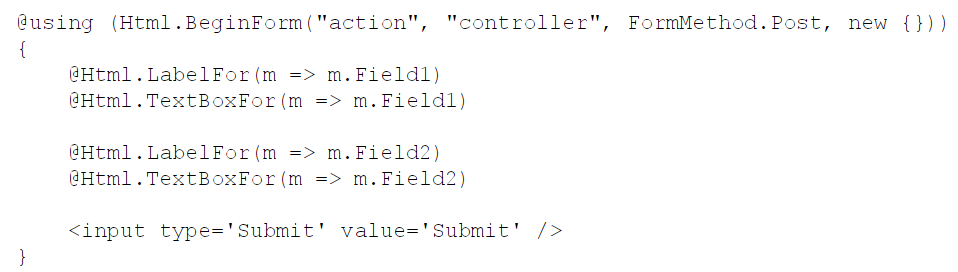 @using (Html.BeginForm("action", "controller", FormMethod.Post, new {}))
{
    @Html.LabelFor(m => m.Field1)
    @Html.TextBoxFor(m => m.Field1)

    @Html.LabelFor(m => m.Field2)
    @Html.TextBoxFor(m => m.Field2)

    <input type='Submit' value='Submit' />
}